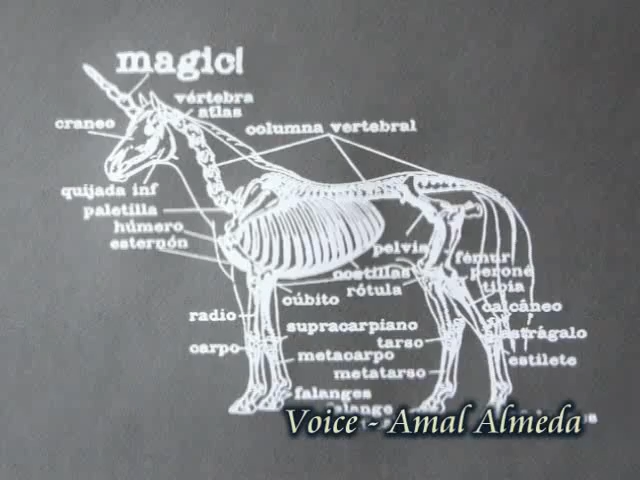 magic!
vértebra
atlas
craneo
columna vertebral
quijada inf
paletilla
húmero
esternón
pelvis
fémur
peroné
tibia
costillas
rótula
cúbito
calcáneo
radio
supracarpiano
astrágalo
tarso
carpo
metacarpo
estilete
metatarso
falanges
Voice - Amal Almeda